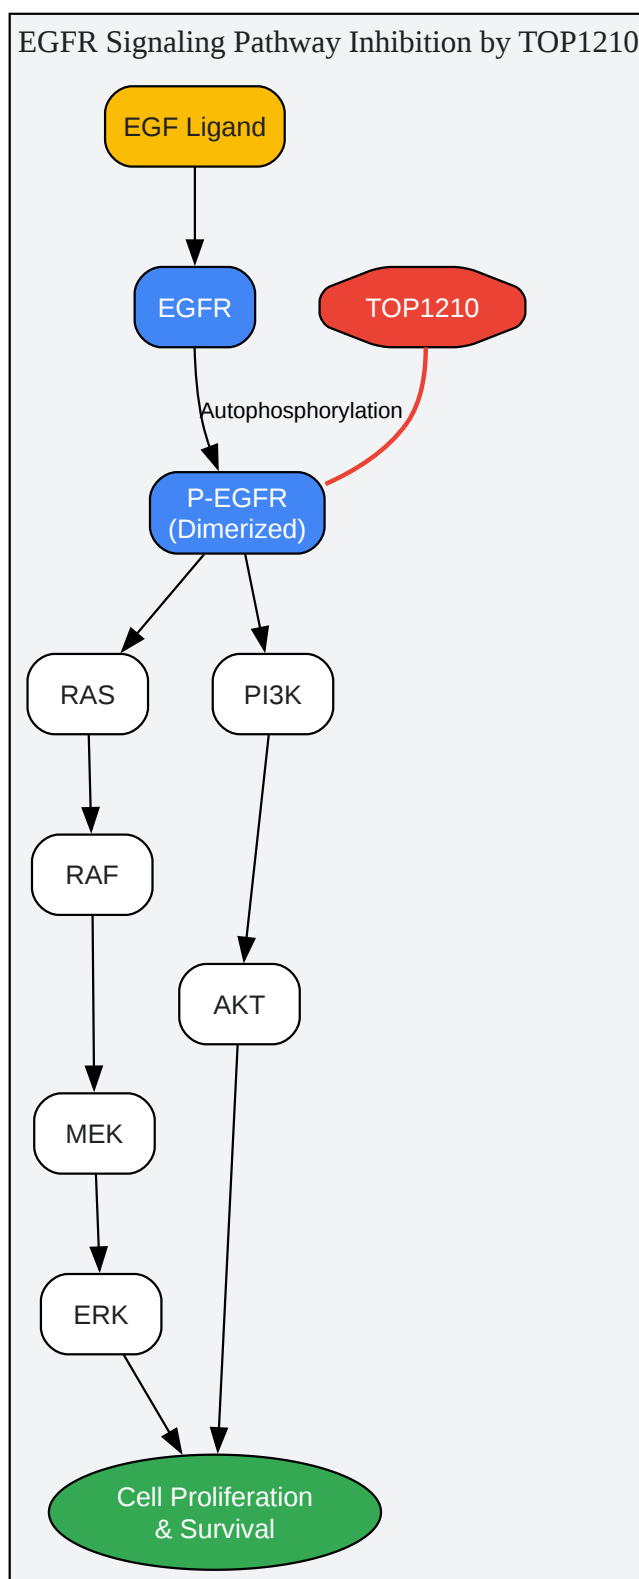 EGFR Signaling Pathway Inhibition by TOP1210
EGF Ligand
EGFR
TOP1210
Autophosphorylation
P-EGFR
(Dimerized)
RAS
PI3K
RAF
AKT
MEK
ERK
Cell Proliferation
& Survival